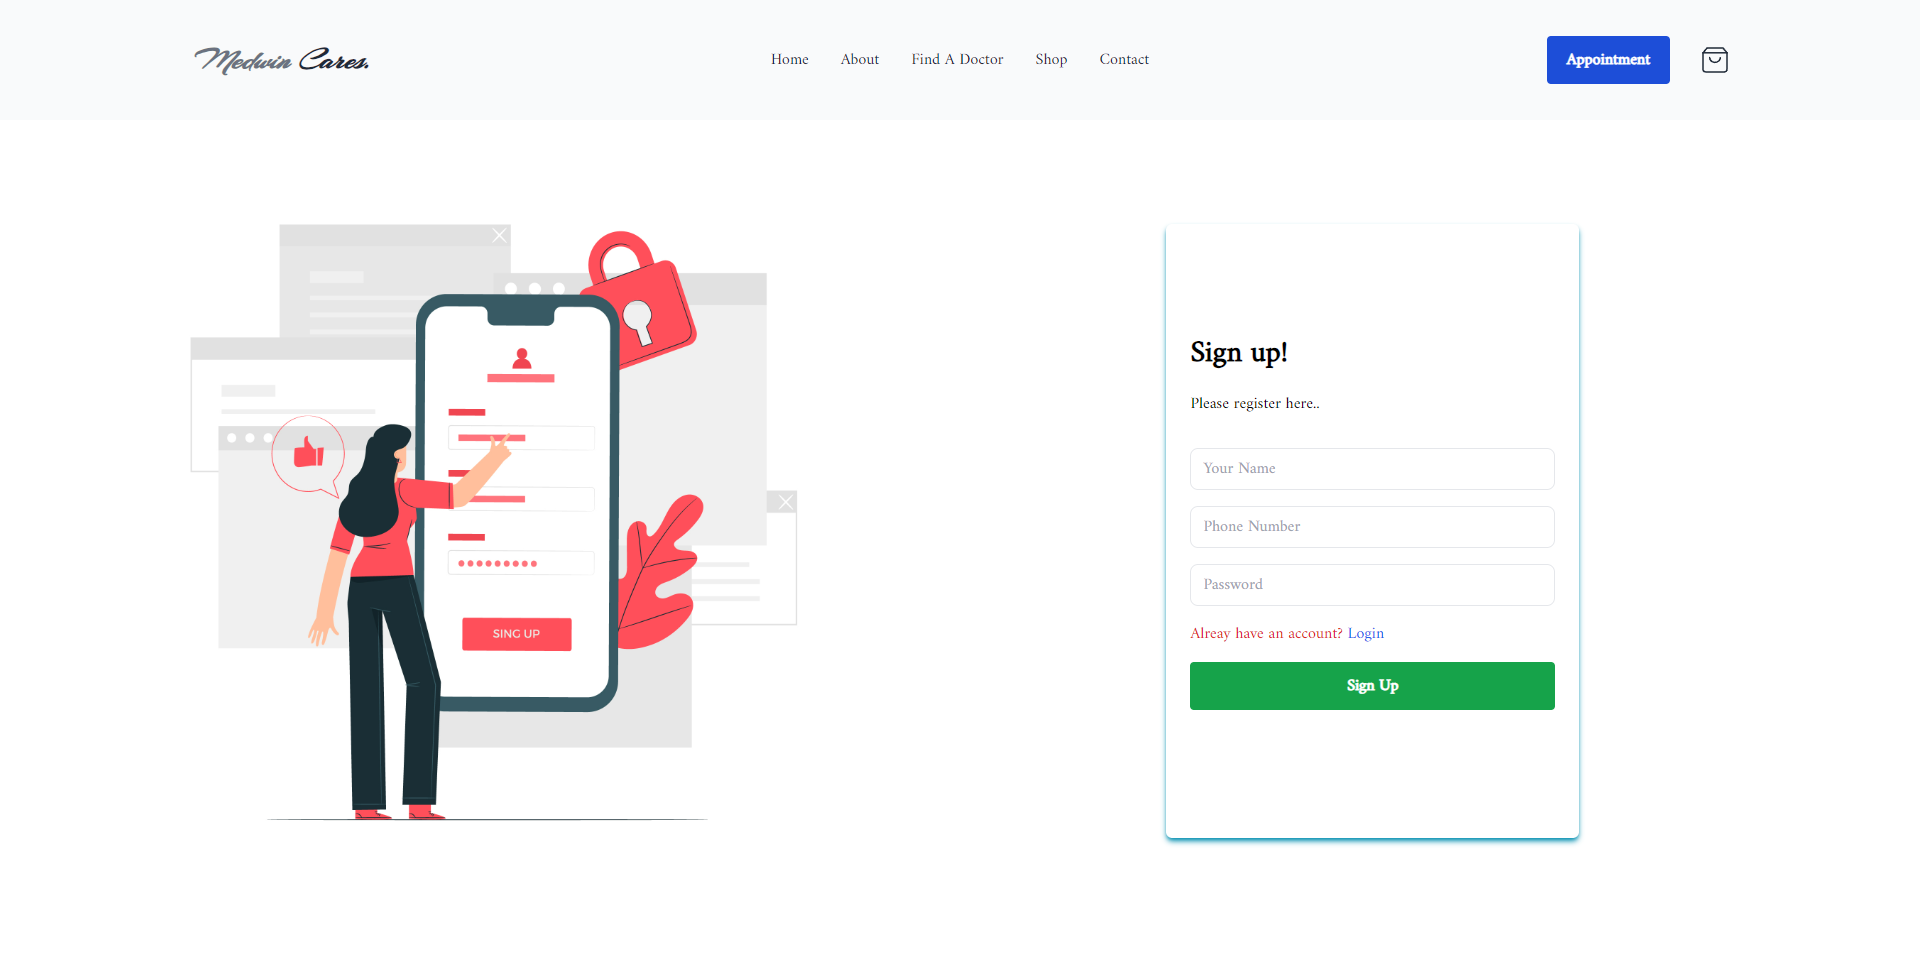 Medwin Cares.
Home About Find A Doctor Shop Contact
Appointment
SING UP
Sign up!
Please register here..
Your Name
Phone Number
Password
Alreay have an account? Login
Sign Up